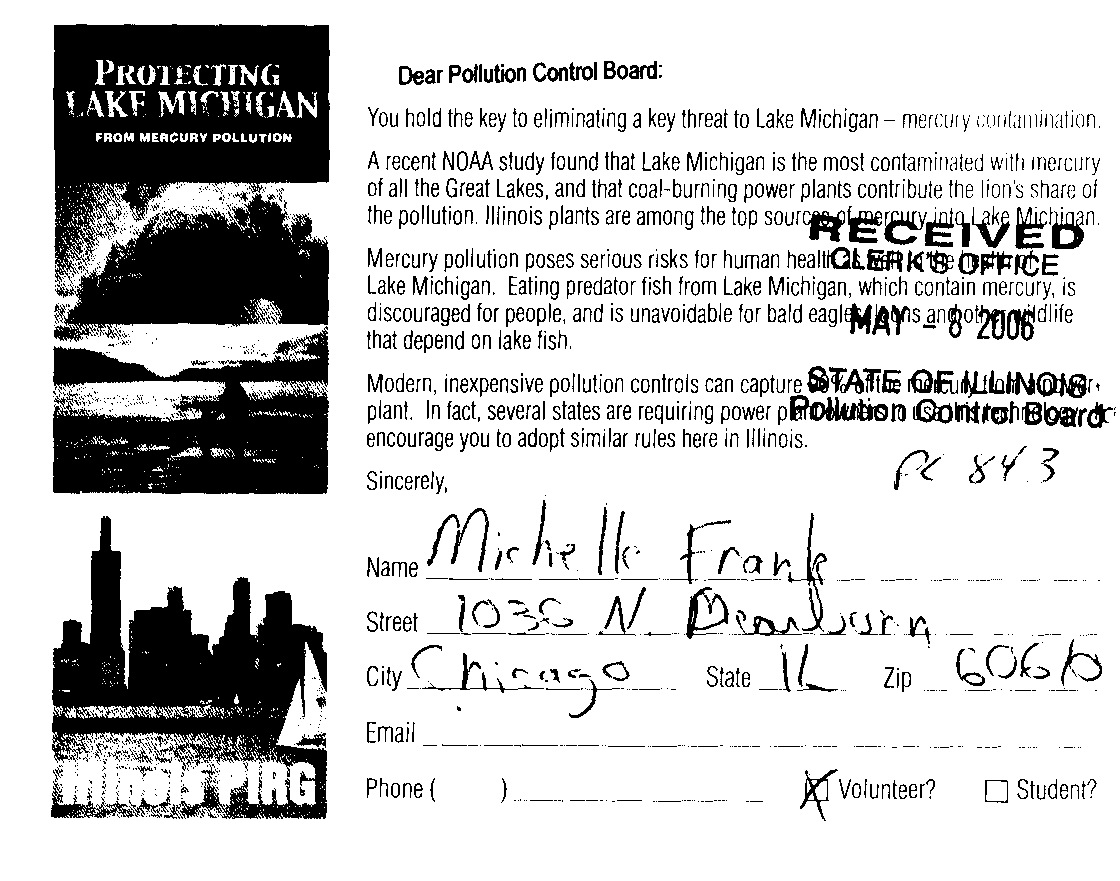 PROTECTING
LAKE MICHIGAN
FROM MERCURY POLLUTION
Dear Pollution Control Board:
You hold the key to eliminating a key threat to Lake Michigan – mercury contamination.
A recent NOAA study found that Lake Michigan is the most contaminated with mercury
of all the Great Lakes, and that coal-burning power plants contribute the lion's share of
the pollution. Illinois plants are among the top sources of mercury into Lake Michigan.
RECEIVED
CLERK'S OFFICE
MAY - 8 2006
STATE OF ILLINOIS
Pollution Control Board
Mercury pollution poses serious risks for human health
Lake Michigan. Eating predator fish from Lake Michigan, which contain mercury, is
discouraged for people, and is unavoidable for bald eagles, and other wildlife
that depend on lake fish.
Modern, inexpensive pollution controls can capture of the mercury from a power
plant. In fact, several states are requiring power
encourage you to adopt similar rules here in Illinois.
PC 843
Sincerely,
Name Michelle Frank
Street N. Dearborn
City Chicago State IL Zip 60610
Email
Phone ( )
Volunteer? Student?
Illinois PIRG